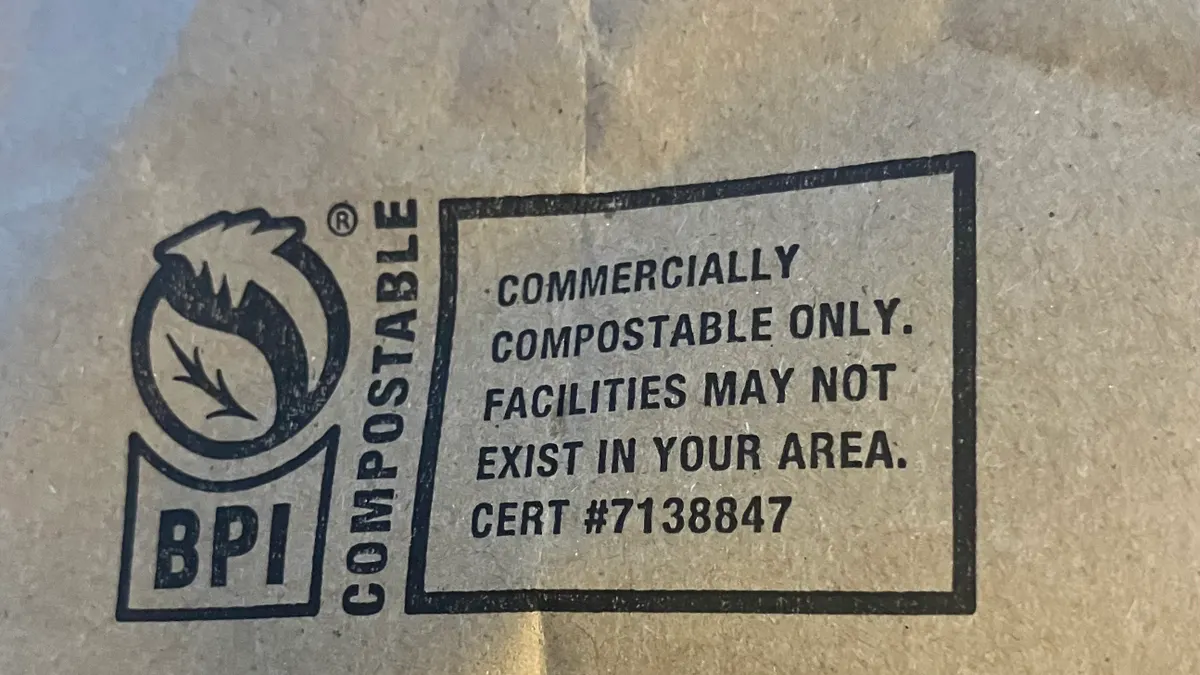 ®
COMPOSTABLE
BPI
COMMERCIALLY
COMPOSTABLE ONLY.
FACILITIES MAY NOT
EXIST IN YOUR AREA.
CERT #7138847